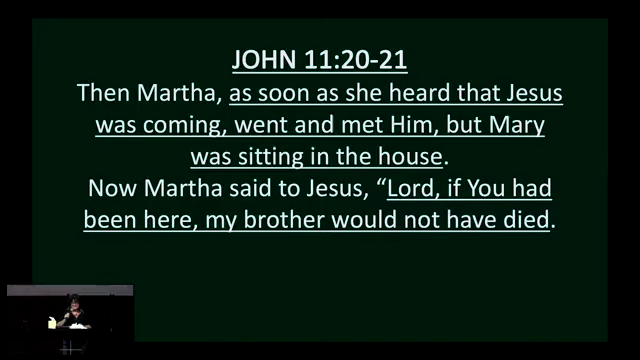 JOHN 11:20-21
Then Martha, as soon as she heard that Jesus
was coming, went and met Him, but Mary
was sitting in the house.
Now Martha said to Jesus, “Lord, if You had
been here, my brother would not have died.